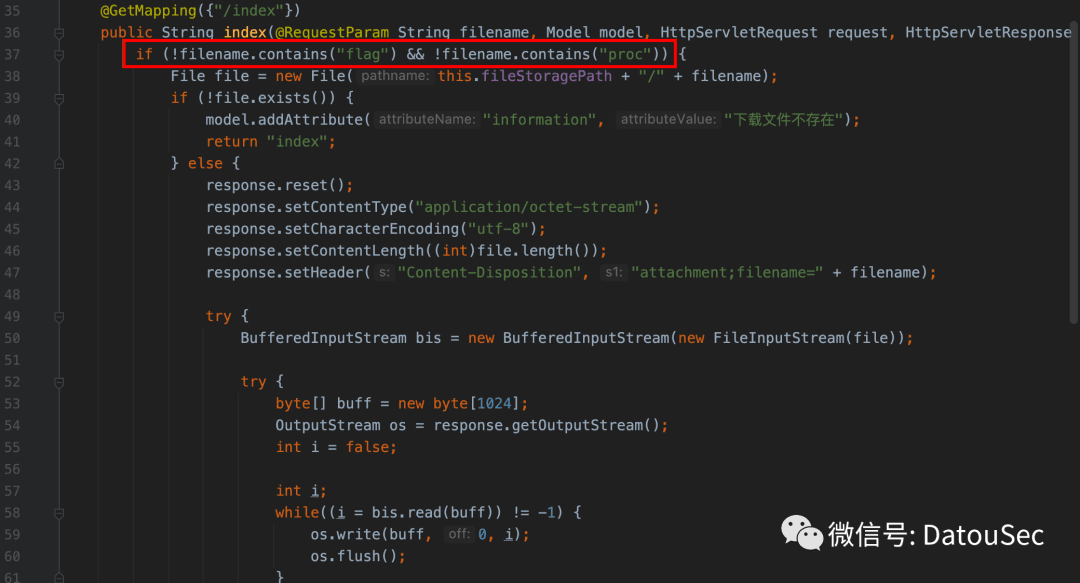 35 @GetMapping({"/index"})
36 public String index(@RequestParam String filename, Model model, HttpServletRequest request, HttpServletResponse
37 if (!filename.contains("flag") && !filename.contains("proc")) {
38 File file = new File( pathname: this.fileStoragePath + "/" + filename);
39 if (!file.exists()) {
40 model.addAttribute( attributeName: "information", attributeValue: "下载文件不存在");
41 return "index";
42 } else {
43 response.reset();
44 response.setContentType("application/octet-stream");
45 response.setCharacterEncoding("utf-8");
46 response.setContentLength((int)file.length());
47 response.setHeader( s: "Content-Disposition", s1: "attachment;filename=" + filename);
48
49 try {
50 BufferedInputStream bis = new BufferedInputStream(new FileInputStream(file));
51
52 try {
53 byte[] buff = new byte[1024];
54 OutputStream os = response.getOutputStream();
55 int i = false;
56
57 int i;
58 while((i = bis.read(buff)) != -1) {
59 os.write(buff, off: 0, i);
60 os.flush();
61 }
微信号: DatouSec